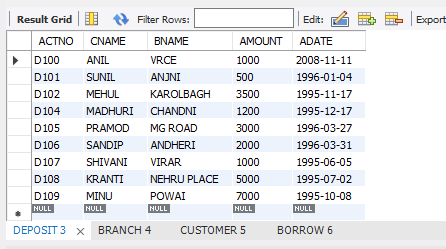 Result Grid Filter Rows: Edit: Export
ACTNO CNAME BNAME AMOUNT ADATE
D100 ANIL VRCE 1000 2008-11-11
D101 SUNIL ANJNI 500 1996-01-04
D102 MEHUL KAROLBAGH 3500 1995-11-17
D104 MADHURI CHANDNI 1200 1995-12-17
D105 PRAMOD MG ROAD 3000 1996-03-27
D106 SANDIP ANDHERI 2000 1996-03-31
D107 SHIVANI VIRAR 1000 1995-06-05
D108 KRANTI NEHRU PLACE 5000 1995-07-02
D109 MINU POWAI 7000 1995-10-08
NULL NULL NULL NULL NULL
DEPOSIT 3 BRANCH 4 CUSTOMER 5 BORROW 6